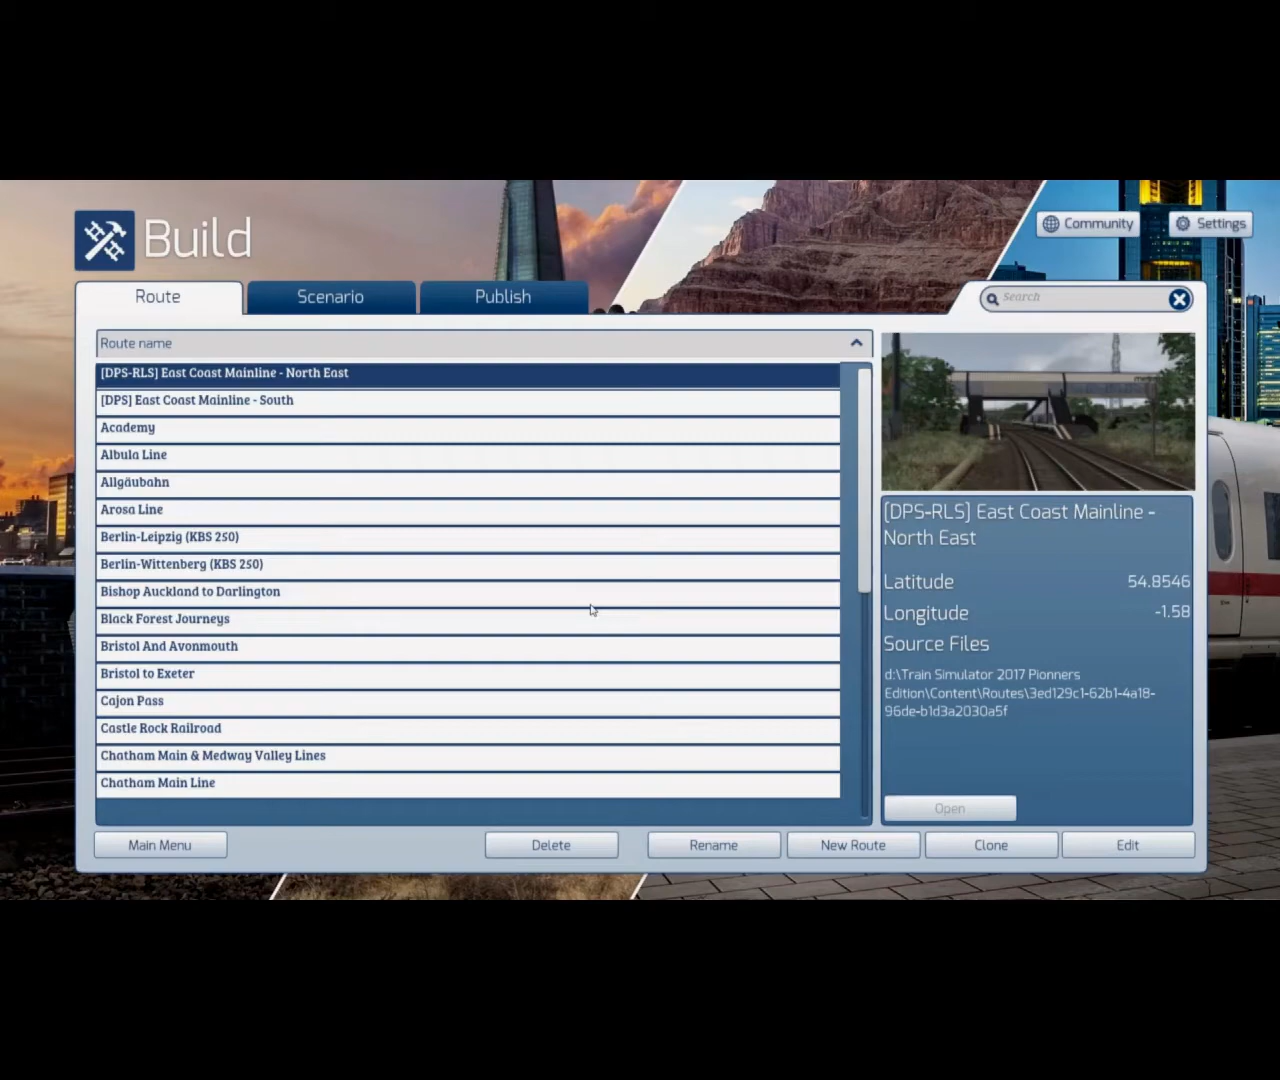 Build
Community
Settings
Route
Scenario
Publish
Search
Route name
[DPS-RLS] East Coast Mainline - North East
[DPS] East Coast Mainline - South
Academy
Albula Line
Allgäubahn
Arosa Line
Berlin-Leipzig (KBS 250)
Berlin-Wittenberg (KBS 250)
Bishop Auckland to Darlington
Black Forest Journeys
Bristol And Avonmouth
Bristol to Exeter
Cajon Pass
Castle Rock Railroad
Chatham Main & Medway Valley Lines
Chatham Main Line
[DPS-RLS] East Coast Mainline -
North East
Latitude 54.8546
Longitude -1.58
Source Files
d:\Train Simulator 2017 Pionners
Edition\Content\Routes\3ed129c1-62b1-4a18-
96de-b1d3a2030a5f
Open
Main Menu
Delete
Rename
New Route
Clone
Edit